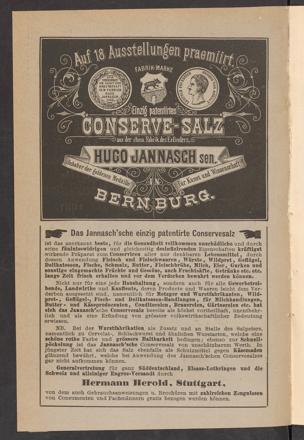 Auf 18 Ausstellungen praemiirt.
FABRIK-MARKE
Einzig patentirtes
CONSERVE-SALZ
aus der chem. Fabrik des Erfinders,
HUGO JANNASCH sen.
Inhaber der goldenen Medaille für Kunst und Wissenschaft
BERNBURG.
Das Jannasch'sche einzig patentirte Conservesalz
ist das anerkannt beste, für die Gesundheit vollkommen unschädliche und durch
seine fäulniswidrigen und gleichzeitig desinficirenden Eigenschaften kräftigst
wirkende Präparat zum Conserviren aller nur denkbaren Lebensmittel, durch
dessen Anwendung Fleisch und Fleischwaaren, Würste, Wildpret, Geflügel,
Delikatessen, Fische, Schmalz, Butter, Fleischbrühe, Milch, Eier, Gurken und
sonstige eingemachte Früchte und Gemüse, auch Fruchtsäfte, Getränke etc. etc.
lange Zeit frisch erhalten und vor dem Verderben bewahrt werden können.
Nicht nur für eine jede Haushaltung, sondern auch für alle Gewerbetreib-
ende, Landwirthe und Kaufleute, deren Produkte und Waaren leicht dem Ver-
derben ausgesetzt sind, namentlich für Metzger und Wurstfabrikanten, Wild-
pret-, Geflügel-, Fisch- und Delikatessen-Handlungen, für Milchhandlungen,
Butter- und Käsegrossereien, Conditoreien, Brauereien, Gärtnereien etc. hat
sich das Jannasch'sche Conservesalz bereits als höchst vortheilhaft, unentbehr-
lich und als eine Erfindung von grösster volkswirthschaftlicher Bedeutung
erwiesen.
NB. Bei der Wurstfabrikation als Zusatz und an Stelle des Salpeters,
namentlich zu Cervelat-, Schlackwurst und ähnlichen Wurstarten, welche eine
schöne rothe Farbe und grössere Haltbarkeit bedingen; ebenso zur Schnell-
pöckelung ist das Jannasch'sche Conservesalz von unschätzbarem Werth. In
jüngster Zeit hat sich das Salz ebenfalls als Schutzmittel gegen Käsemaden
glänzend bewährt, welche bei Anwendung des Jannasch'schen Conservesalzes
gar nicht aufkommen können.
Generalvertretung für ganz Süddeutschland, Elsass-Lothringen und die
Schweiz und alleiniger Engros-Versandt durch
Hermann Herold, Stuttgart,
von dem auch Gebrauchsanweisungen u. Brochüren mit zahlreichen Zeugnissen
von Consumenten und Fachmännern gratis bezogen werden können.